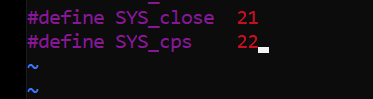 #define SYS_close  21
#define SYS_cps    22
~
~